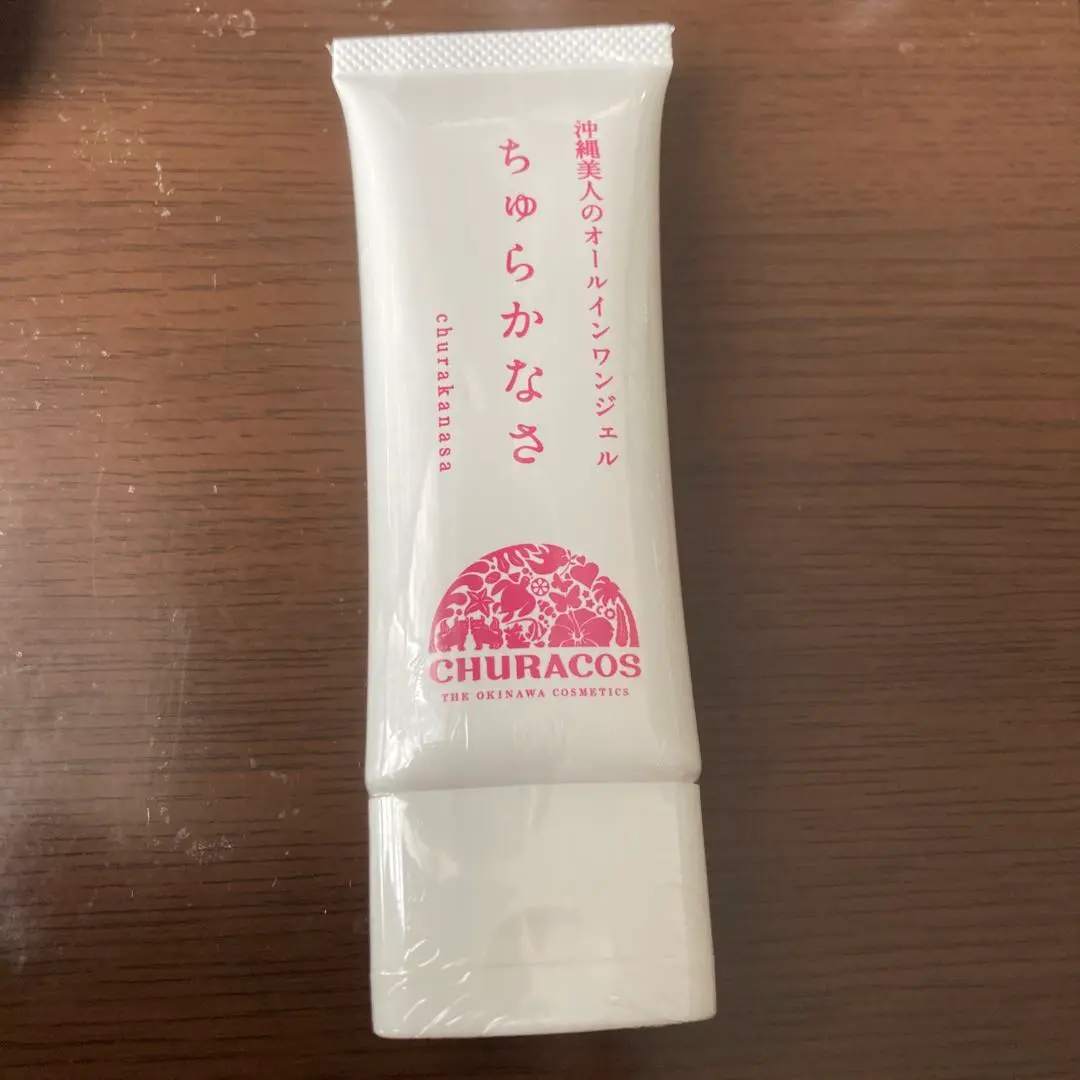 沖縄美人のオールインワンジェル
ちゅらかなさ
churakanasa
CHURACOS
THE OKINAWA COSMETICS